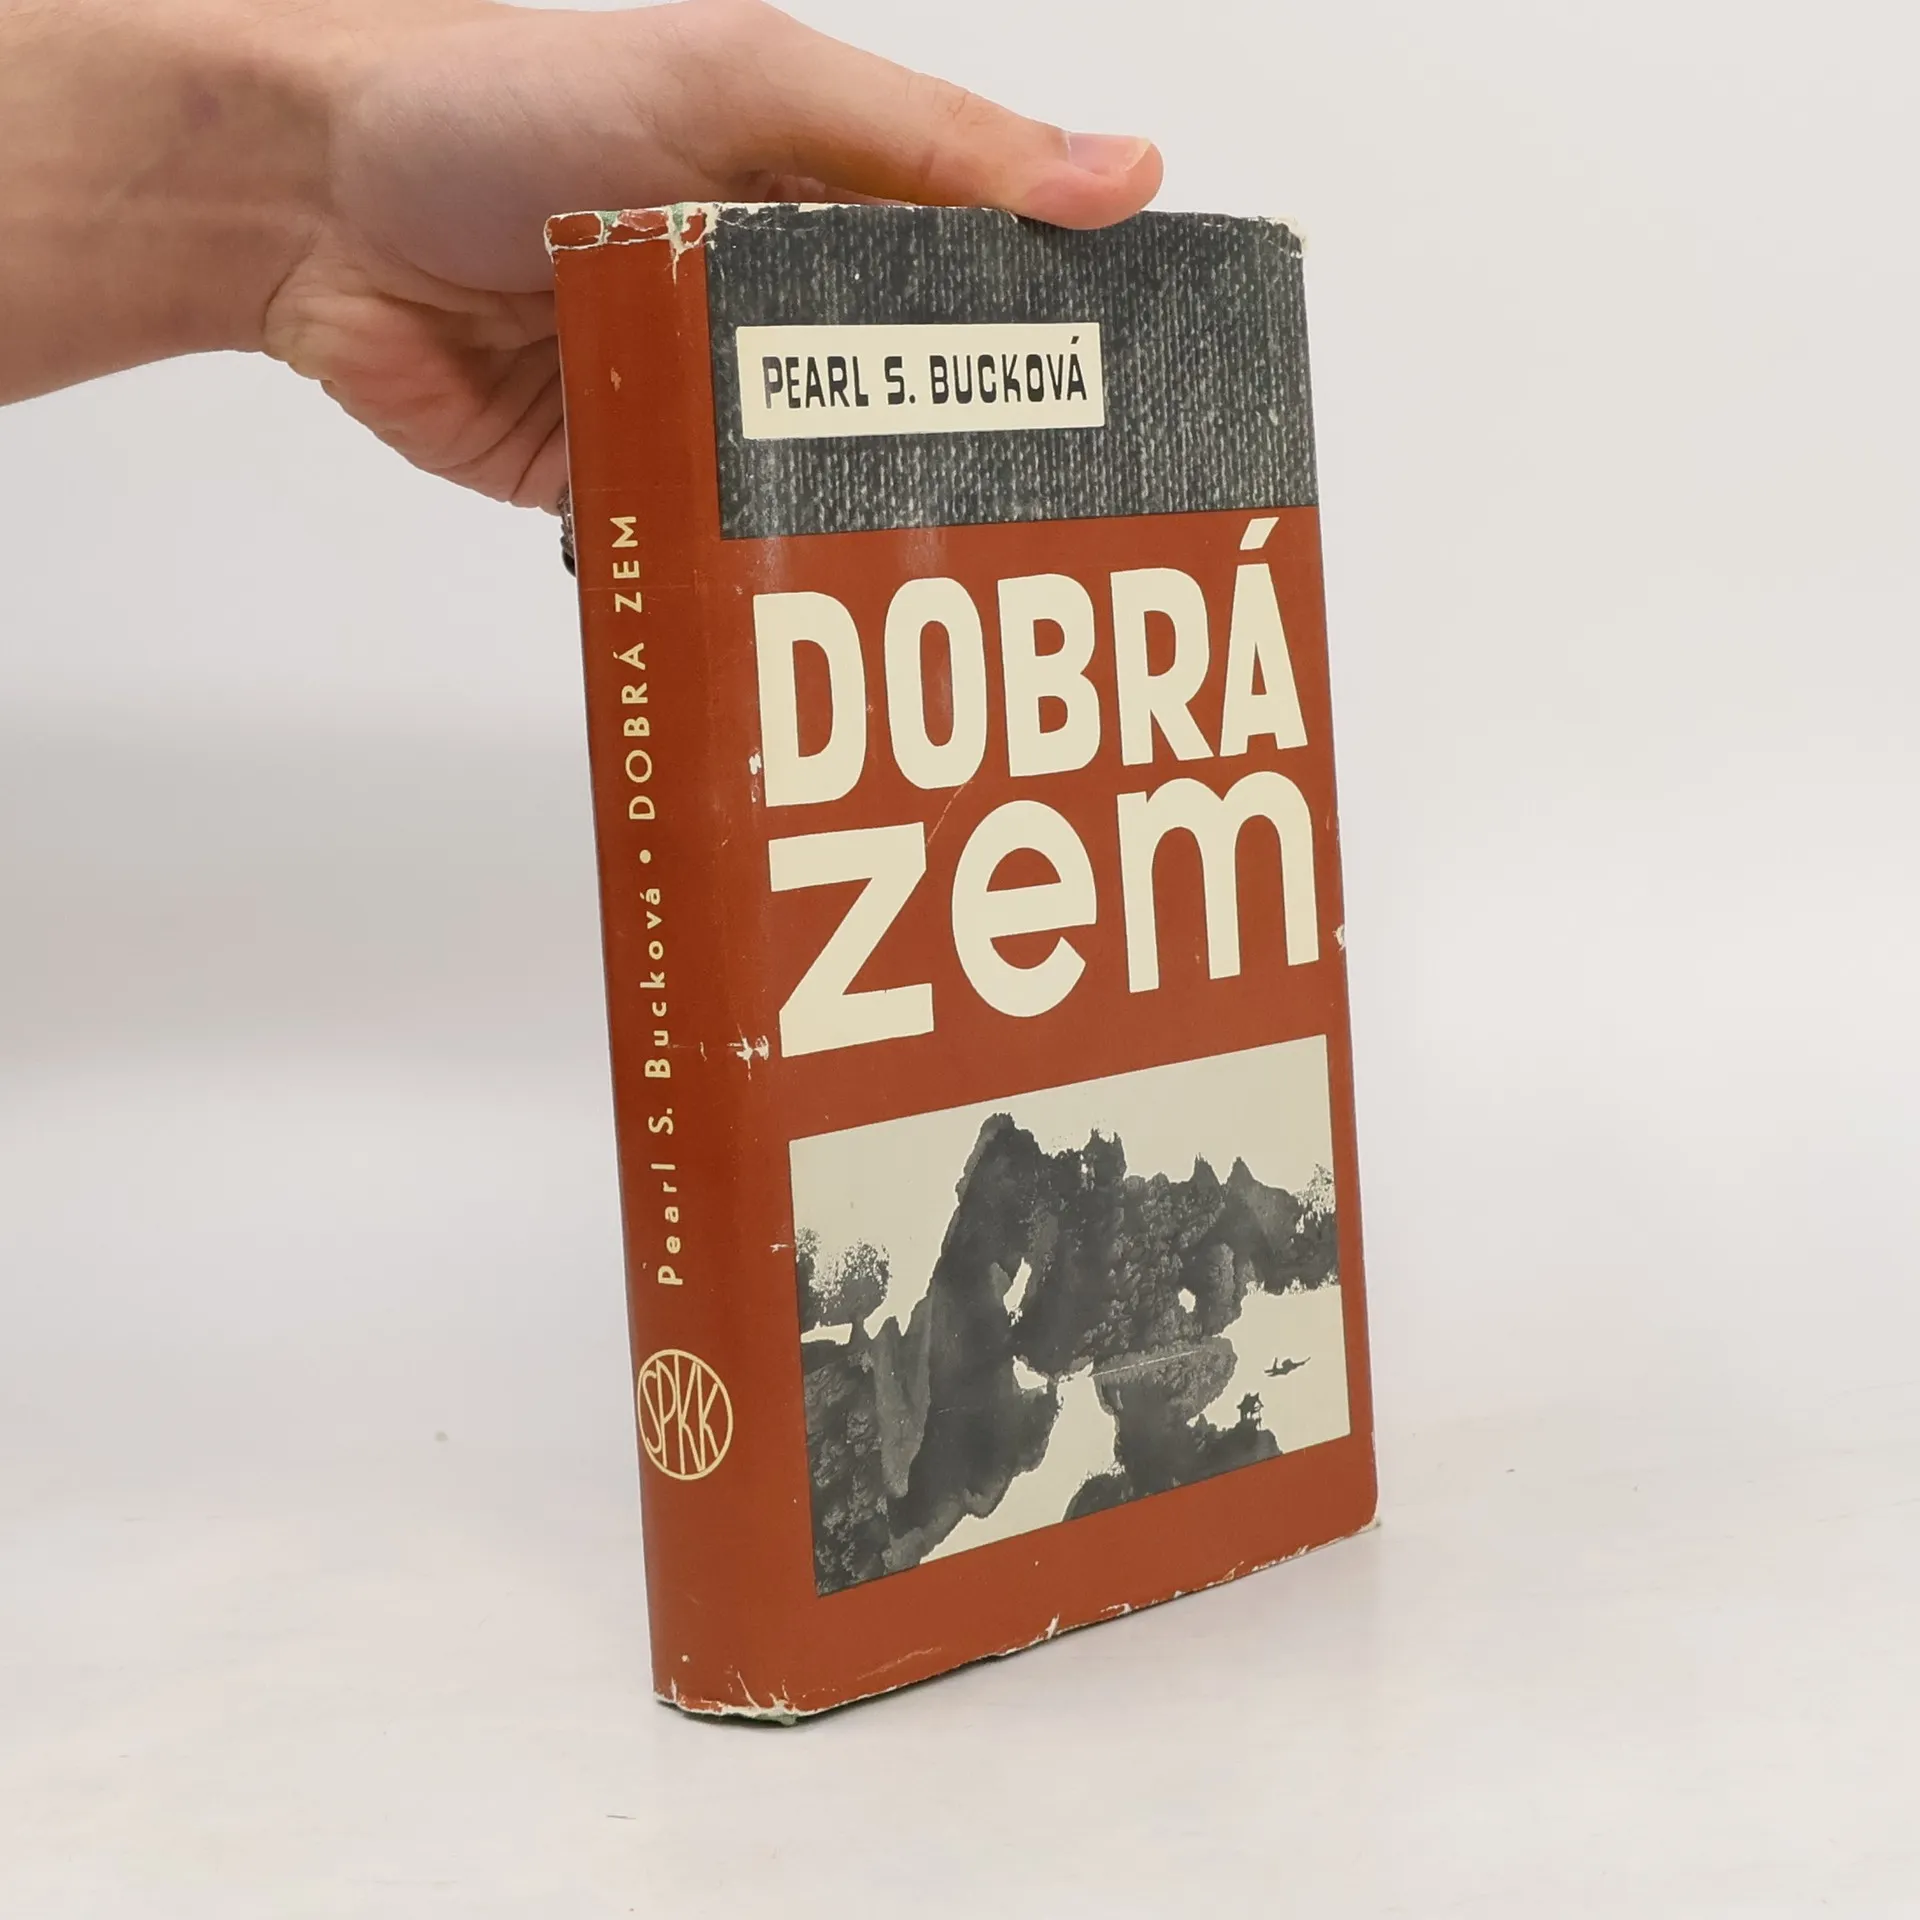 PEARL S. BUCKOVÁ
DOBRÁ
zem
Pearl S. Bucková • DOBRÁ ZEM
SPKK